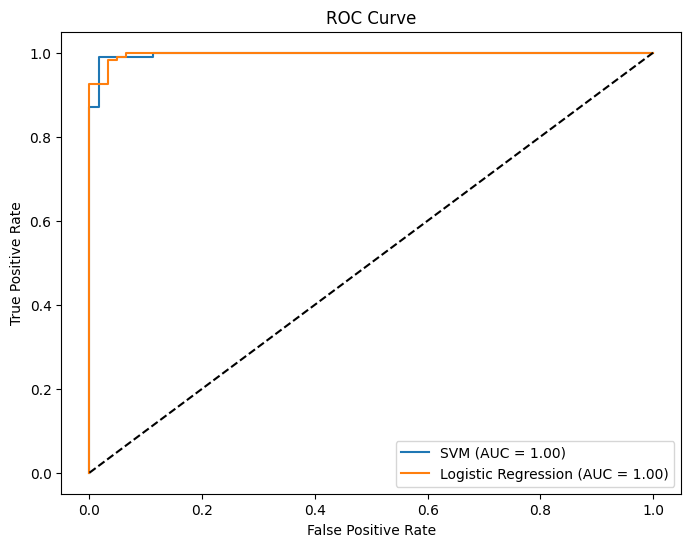 ROC Curve
True Positive Rate
1.0
0.8
0.6
0.4
0.2
0.0
0.0 0.2 0.4 0.6 0.8 1.0
False Positive Rate
SVM (AUC = 1.00)
Logistic Regression (AUC = 1.00)